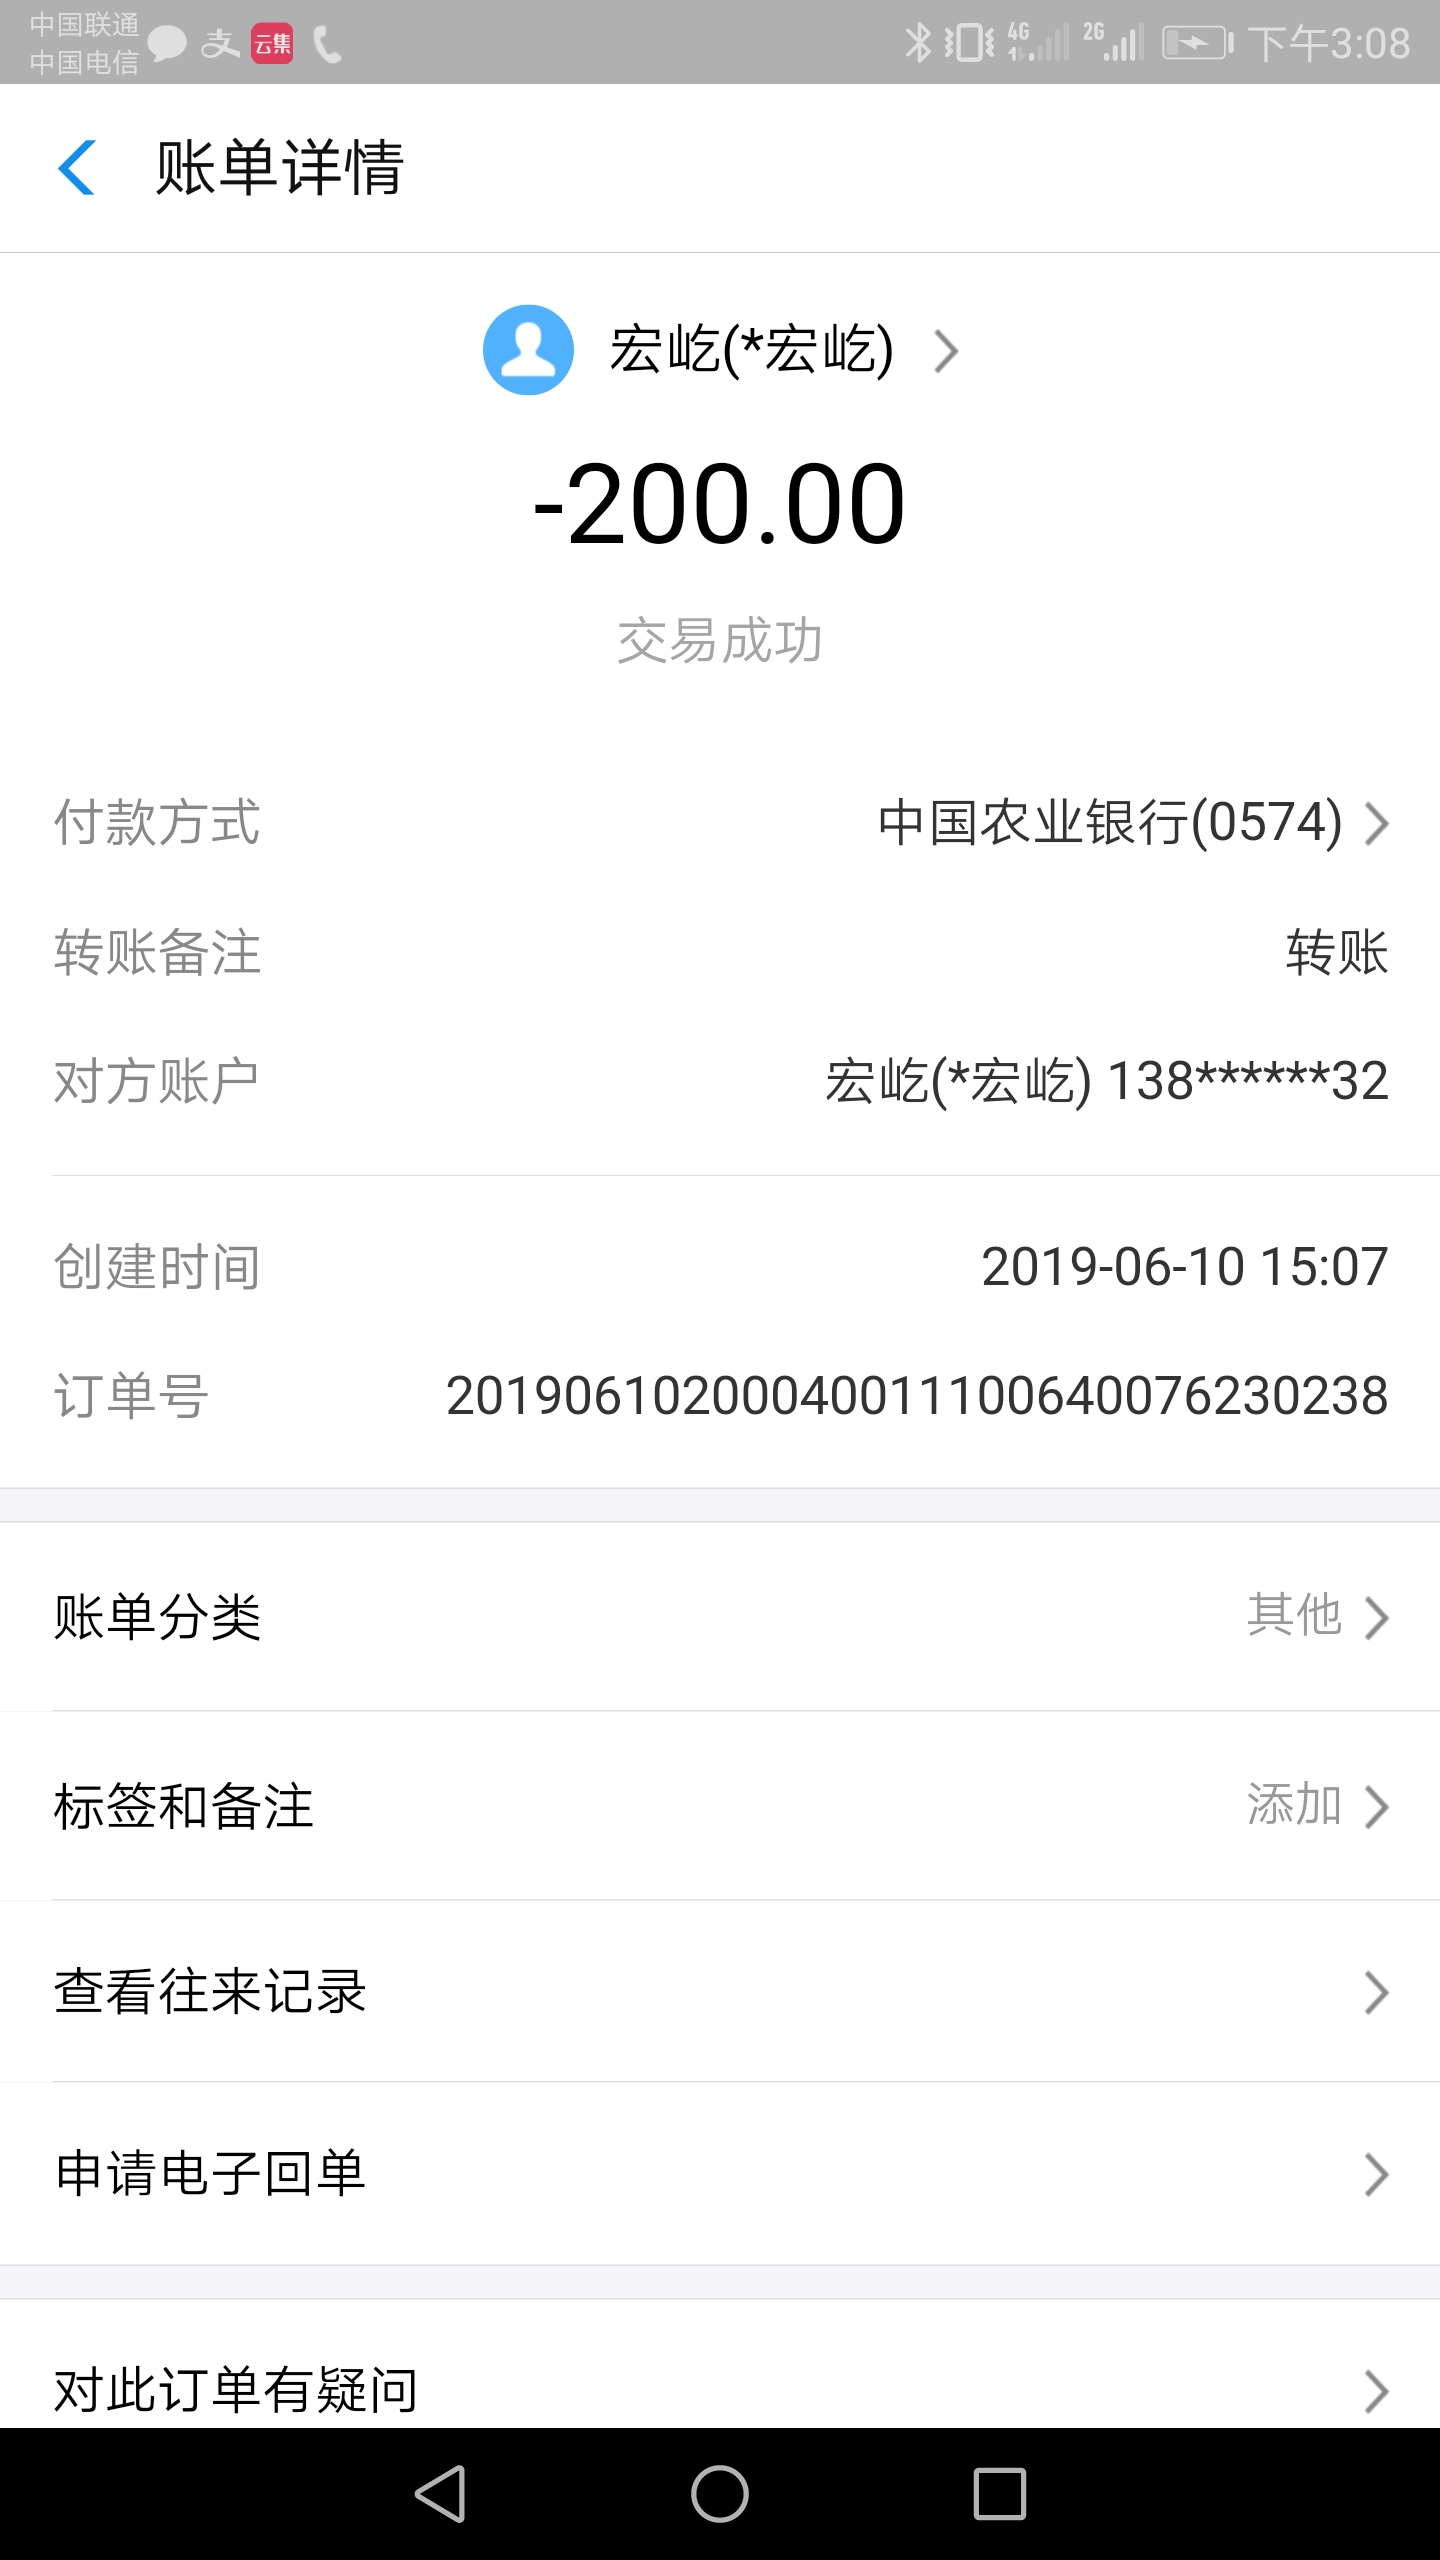 中国联通
中国电信
支 云集 4G 2G 下午3:08
账单详情
宏屹(*宏屹)
-200.00
交易成功
付款方式 中国农业银行(0574)
转账备注 转账
对方账户 宏屹(*宏屹) 138******32
创建时间 2019-06-10 15:07
订单号 20190610200040011100640076230238
账单分类 其他
标签和备注 添加
查看往来记录
申请电子回单
对此订单有疑问